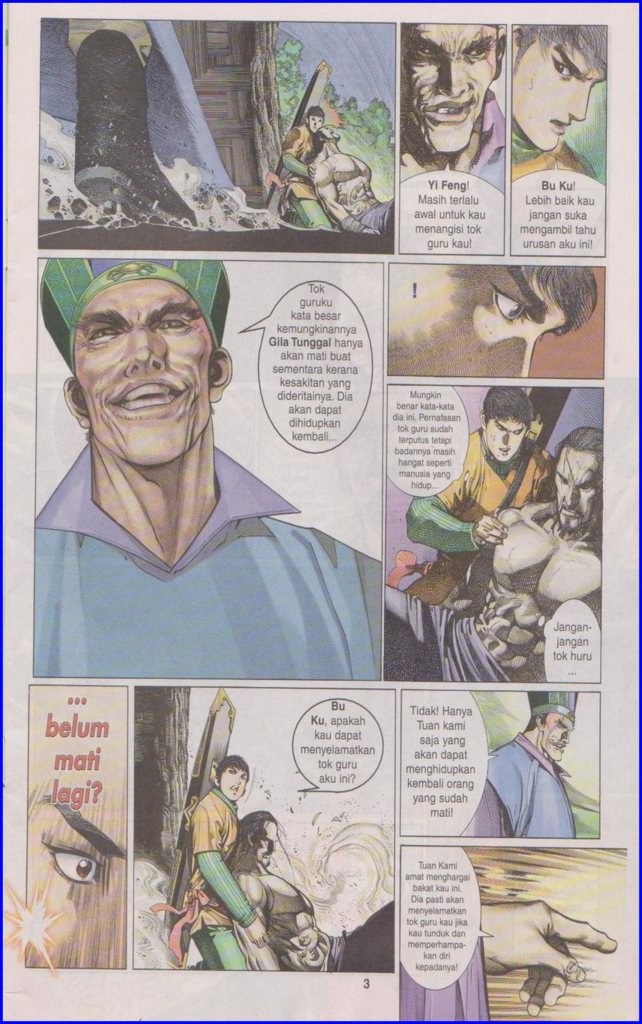 Yi Feng!
Masih terlalu
awal untuk kau
menangisi tok
guru kau!
Bu Ku!
Lebih baik kau
jangan suka
mengambil tahu
urusan aku ini!
Tok
guruku
kata besar
kemungkinannya
Gila Tunggal hanya
akan mati buat
sementara kerana
kesakitan yang
dideritainya. Dia
akan dapat
dihidupkan
kembali...
!
Mungkin
benar kata-kata
dia ini. Pernafasan
tok guru sudah
terputus tetapi
badannya masih
hangat seperti
manusia yang
hidup...
Jangan-
jangan
tok huru
...
...
belum
mati
lagi?
Bu
Ku, apakah
kau dapat
menyelamatkan
tok guru
aku ini?
Tidak! Hanya
Tuan kami
saja yang
akan dapat
menghidupkan
kembali orang
yang sudah
mati!
Tuan Kami
amat menghargai
bakat kau ini.
Dia pasti akan
menyelamatkan
tok guru kau jika
kau tunduk dan
memperhampa-
kan diri
kepadanya!
3